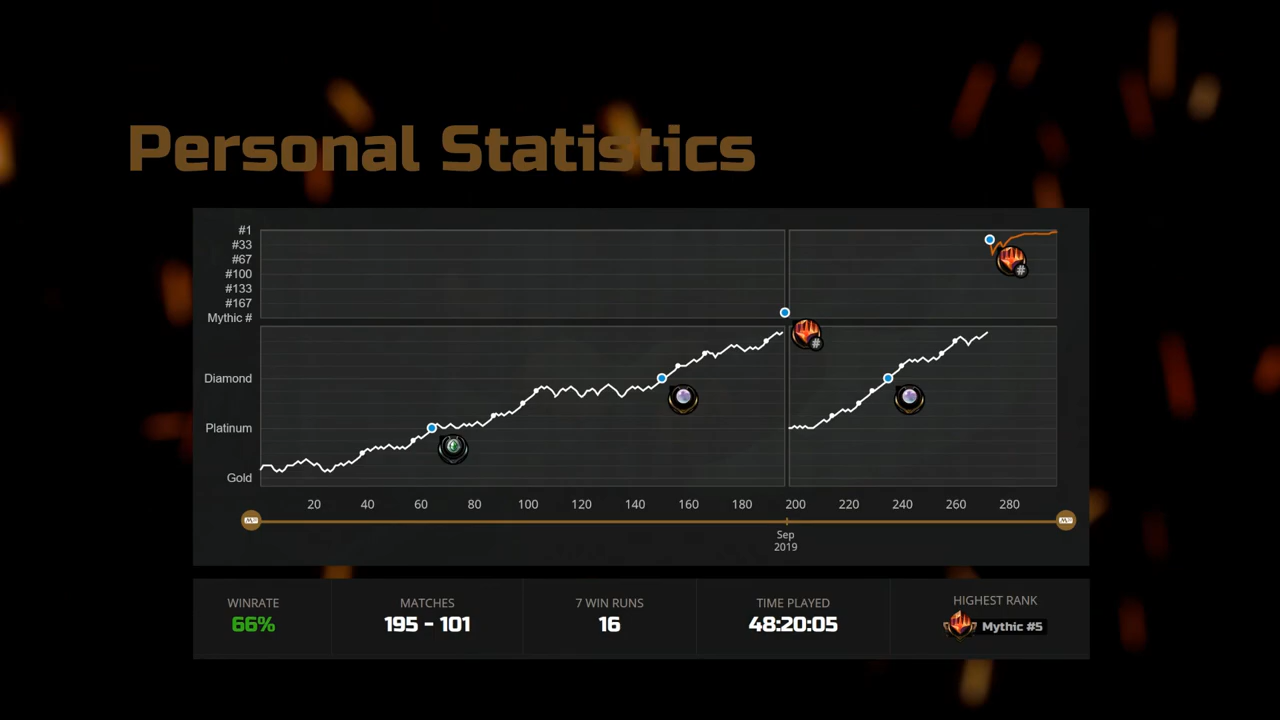 Personal Statistics
#1
#33
#67
#100
#133
#167
Mythic #
Diamond
Platinum
Gold
#
#
20 40 60 80 100 120 140 160 180 200 220 240 260 280
Sep
2019
WINRATE MATCHES 7 WIN RUNS TIME PLAYED HIGHEST RANK
66% 195 - 101 16 48:20:05 Mythic #5